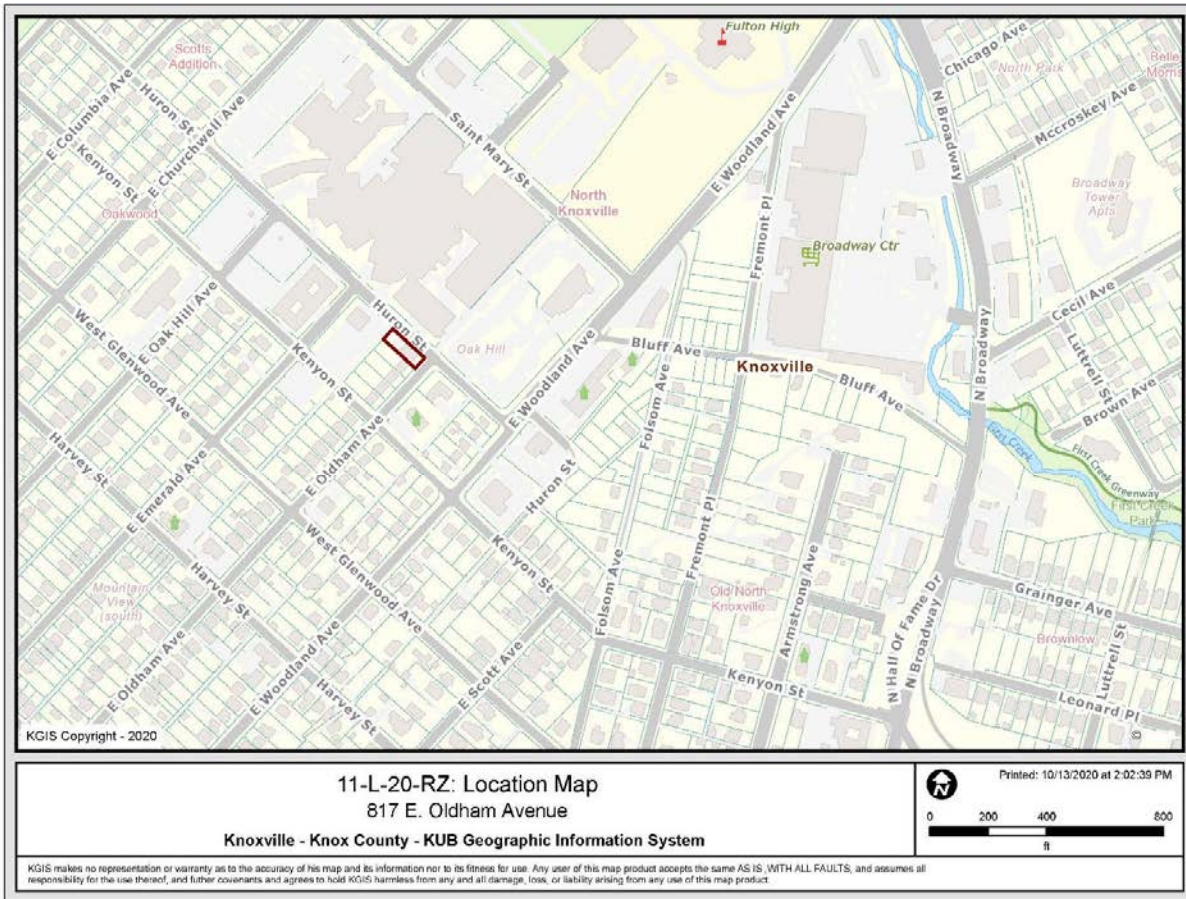 Fulton High
Chicago Ave
Scotts
Addition
North Park
Belle
Morris
E Columbia Ave
Huron St
E Churchwell Ave
Saint Mary St
E Woodland Ave
N Broadway
Mccroskey Ave
Kenyon St
Oakwood
North
Knoxville
Fremont Pl
Broadway
Tower
Apts
Broadway Ctr
West Glenwood Ave
E Oak Hill Ave
Huron St
Oak Hill
Cecil Ave
Kenyon St
E Woodland Ave
Bluff Ave
Knoxville
Bluff Ave
N Broadway
Luttrell St
Brown Ave
Folsom Ave
Harvey St
E Emerald Ave
E Oldham Ave
Huron St
First Creek
First Creek Greenway
First Creek
Park
West Glenwood Ave
Kenyon St
Fremont Pl
Mountain
View
(south)
Harvey St
Folsom Ave
Armstrong Ave
Old North
Knoxville
Grainger Ave
N Hall Of Fame Dr
N Broadway
Brownlow
Luttrell St
E Oldham Ave
E Woodland Ave
Harvey St
E Scott Ave
Kenyon St
Leonard Pl
KGIS Copyright - 2020
©
11-L-20-RZ: Location Map
817 E. Oldham Avenue
Knoxville - Knox County - KUB Geographic Information System
N
Printed: 10/13/2020 at 2:02:39 PM
0 200 400 800
ft
KGIS makes no representation or warranty as to the accuracy of his map and its information nor to its fitness for use. Any user of this map product accepts the same AS IS ,WITH ALL FAULTS, and assumes all
responsibility for the use thereof, and futher covenants and agrees to hold KGIS harmless from any and all damage, loss, or liability arising from any use of this map product.